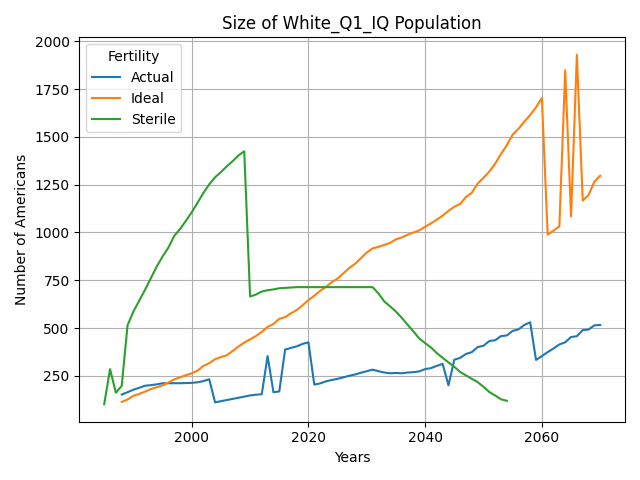 Size of White_Q1_IQ Population
Fertility
Actual
Ideal
Sterile
Number of Americans
2000
1750
1500
1250
1000
750
500
250
2000
2020
2040
2060
Years